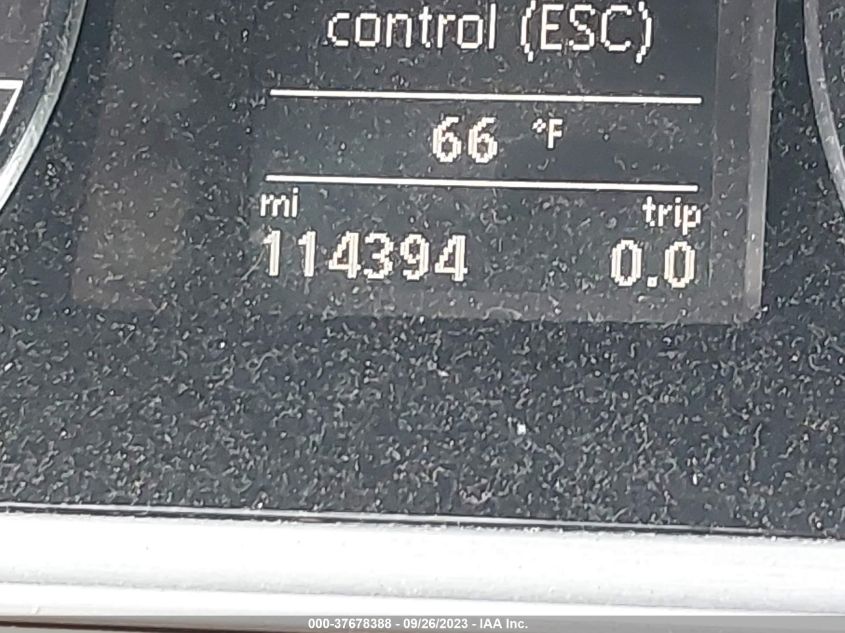 control (ESC)
66 °F
mi trip
114394 0.0
000-37678388 - 09/26/2023 - IAA Inc.